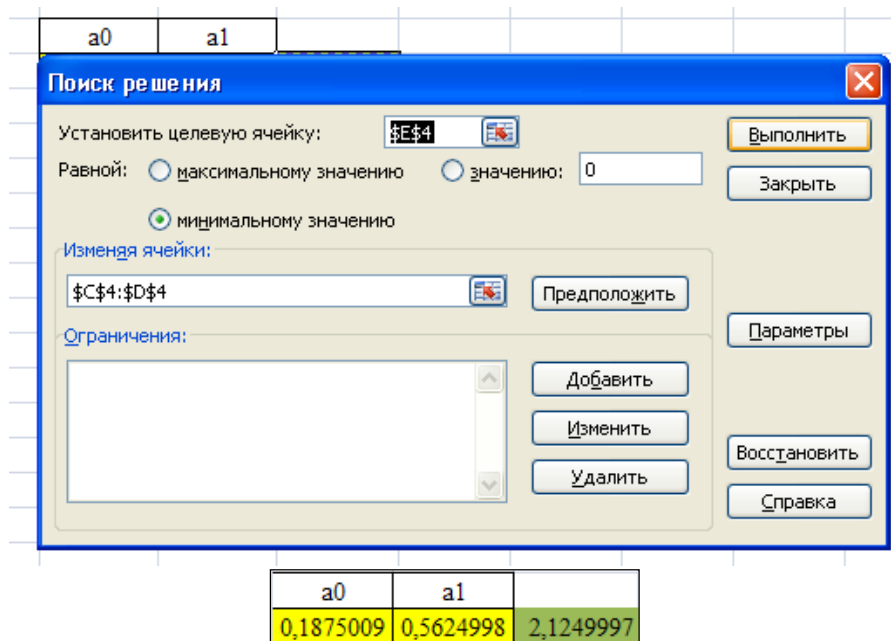 a0 a1
Поиск решения
Установить целевую ячейку: $E$4
Выполнить
Равной: максимальному значению значению: 0
Закрыть
минимальному значению
Изменяя ячейки:
$C$4:$D$4
Предположить
Ограничения:
Параметры
Добавить
Изменить
Восстановить
Удалить
Справка
a0 a1
0,1875009 0,5624998 2,1249997